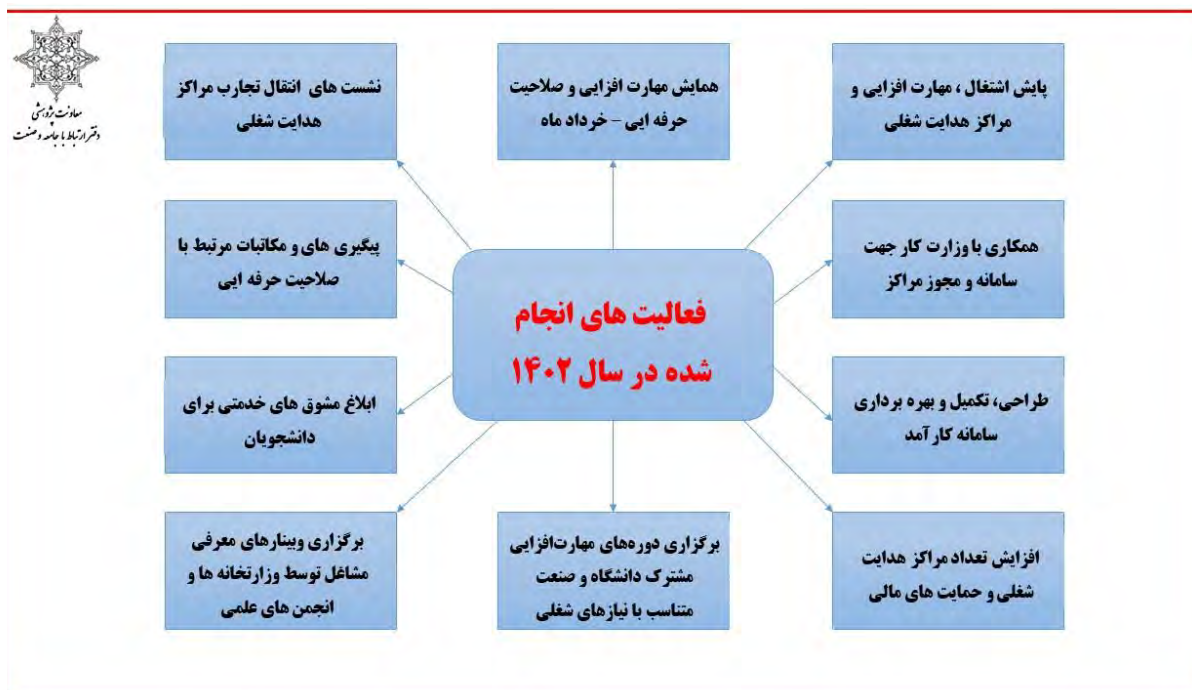 معاونت پژوهشی
دفتر ارتباط با جامعه و صنعت
پایش اشتغال ، مهارت افزایی و
مراکز هدایت شغلی
همایش مهارت افزایی و صلاحیت
حرفه ایی – خرداد ماه
نشست های انتقال تجارب مراکز
هدایت شغلی
همکاری با وزارت کار جهت
سامانه و مجوز مراکز
پیگیری های و مکاتبات مرتبط با
صلاحیت حرفه ایی
فعالیت های انجام
شده در سال ۱۴۰۲
طراحی، تکمیل و بهره برداری
سامانه کارآمد
ابلاغ مشوق های خدمتی برای
دانشجویان
افزایش تعداد مراکز هدایت
شغلی و حمایت های مالی
برگزاری دوره‌های مهارت‌افزایی
مشترک دانشگاه و صنعت
متناسب با نیازهای شغلی
برگزاری وبینارهای معرفی
مشاغل توسط وزارتخانه ها و
انجمن های علمی